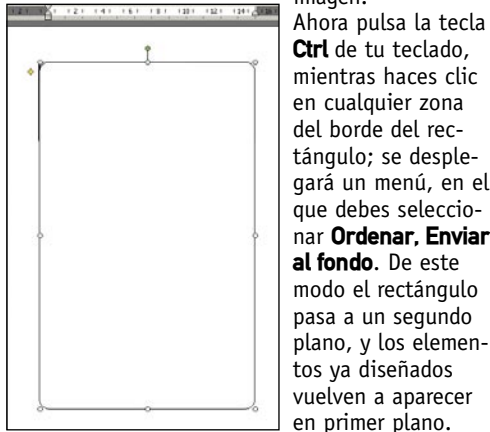 imagen.
Ahora pulsa la tecla
Ctrl de tu teclado,
mientras haces clic
en cualquier zona
del borde del rec-
tángulo; se desple-
gará un menú, en el
que debes seleccio-
nar Ordenar, Enviar
al fondo. De este
modo el rectángulo
pasa a un segundo
plano, y los elemen-
tos ya diseñados
vuelven a aparecer
en primer plano.